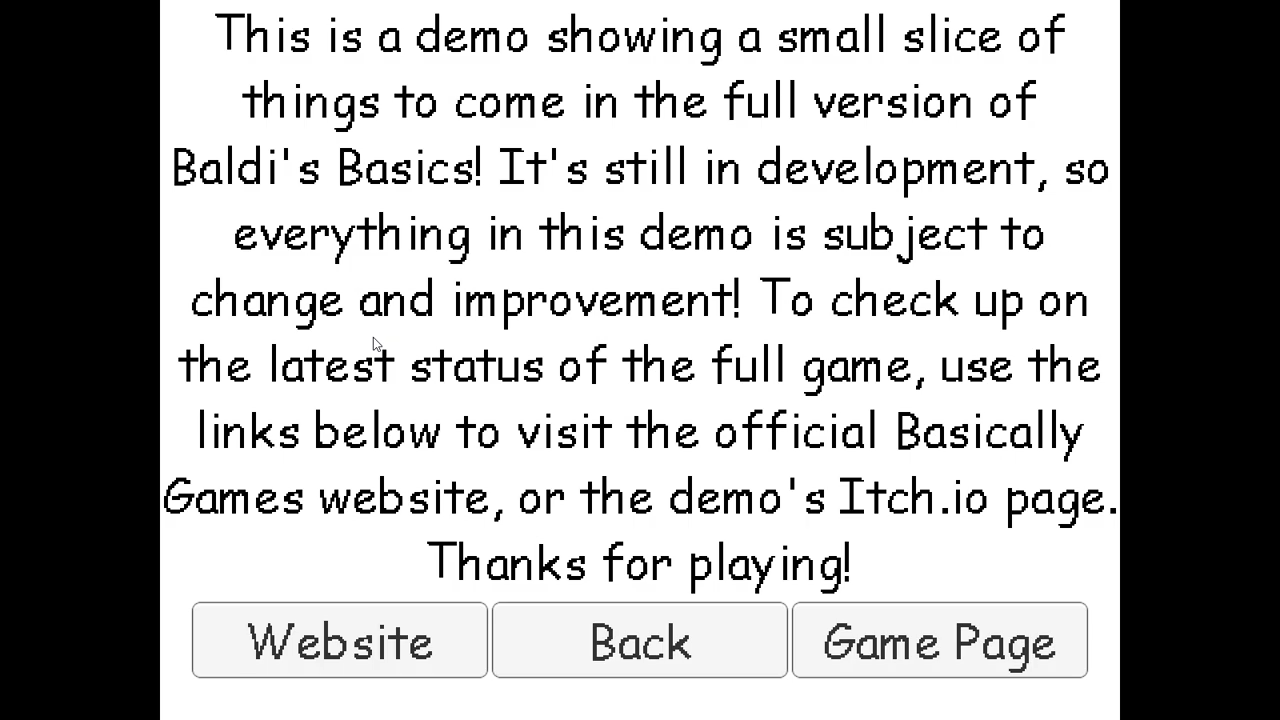 This is a demo showing a small slice of
things to come in the full version of
Baldi's Basics! It's still in development, so
everything in this demo is subject to
change and improvement! To check up on
the latest status of the full game, use the
links below to visit the official Basically
Games website, or the demo's Itch.io page.
Thanks for playing!
Website Back Game Page